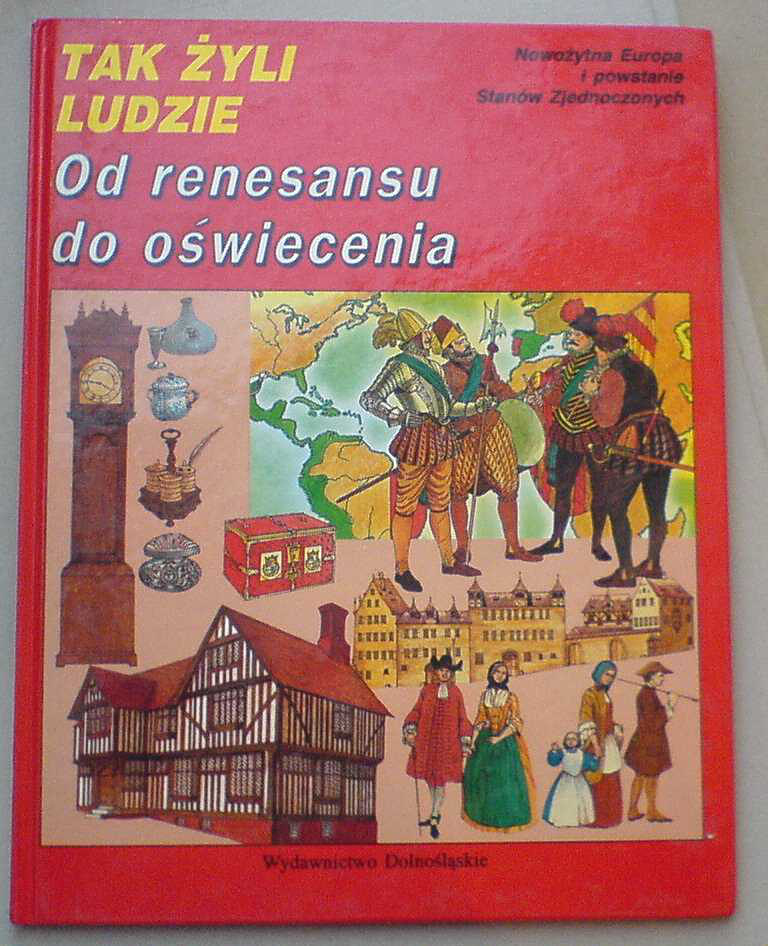 TAK ŻYLI
LUDZIE
Nowożytna Europa
i powstanie
Stanów Zjednoczonych
Od renesansu
do oświecenia
Wydawnictwo Dolnośląskie